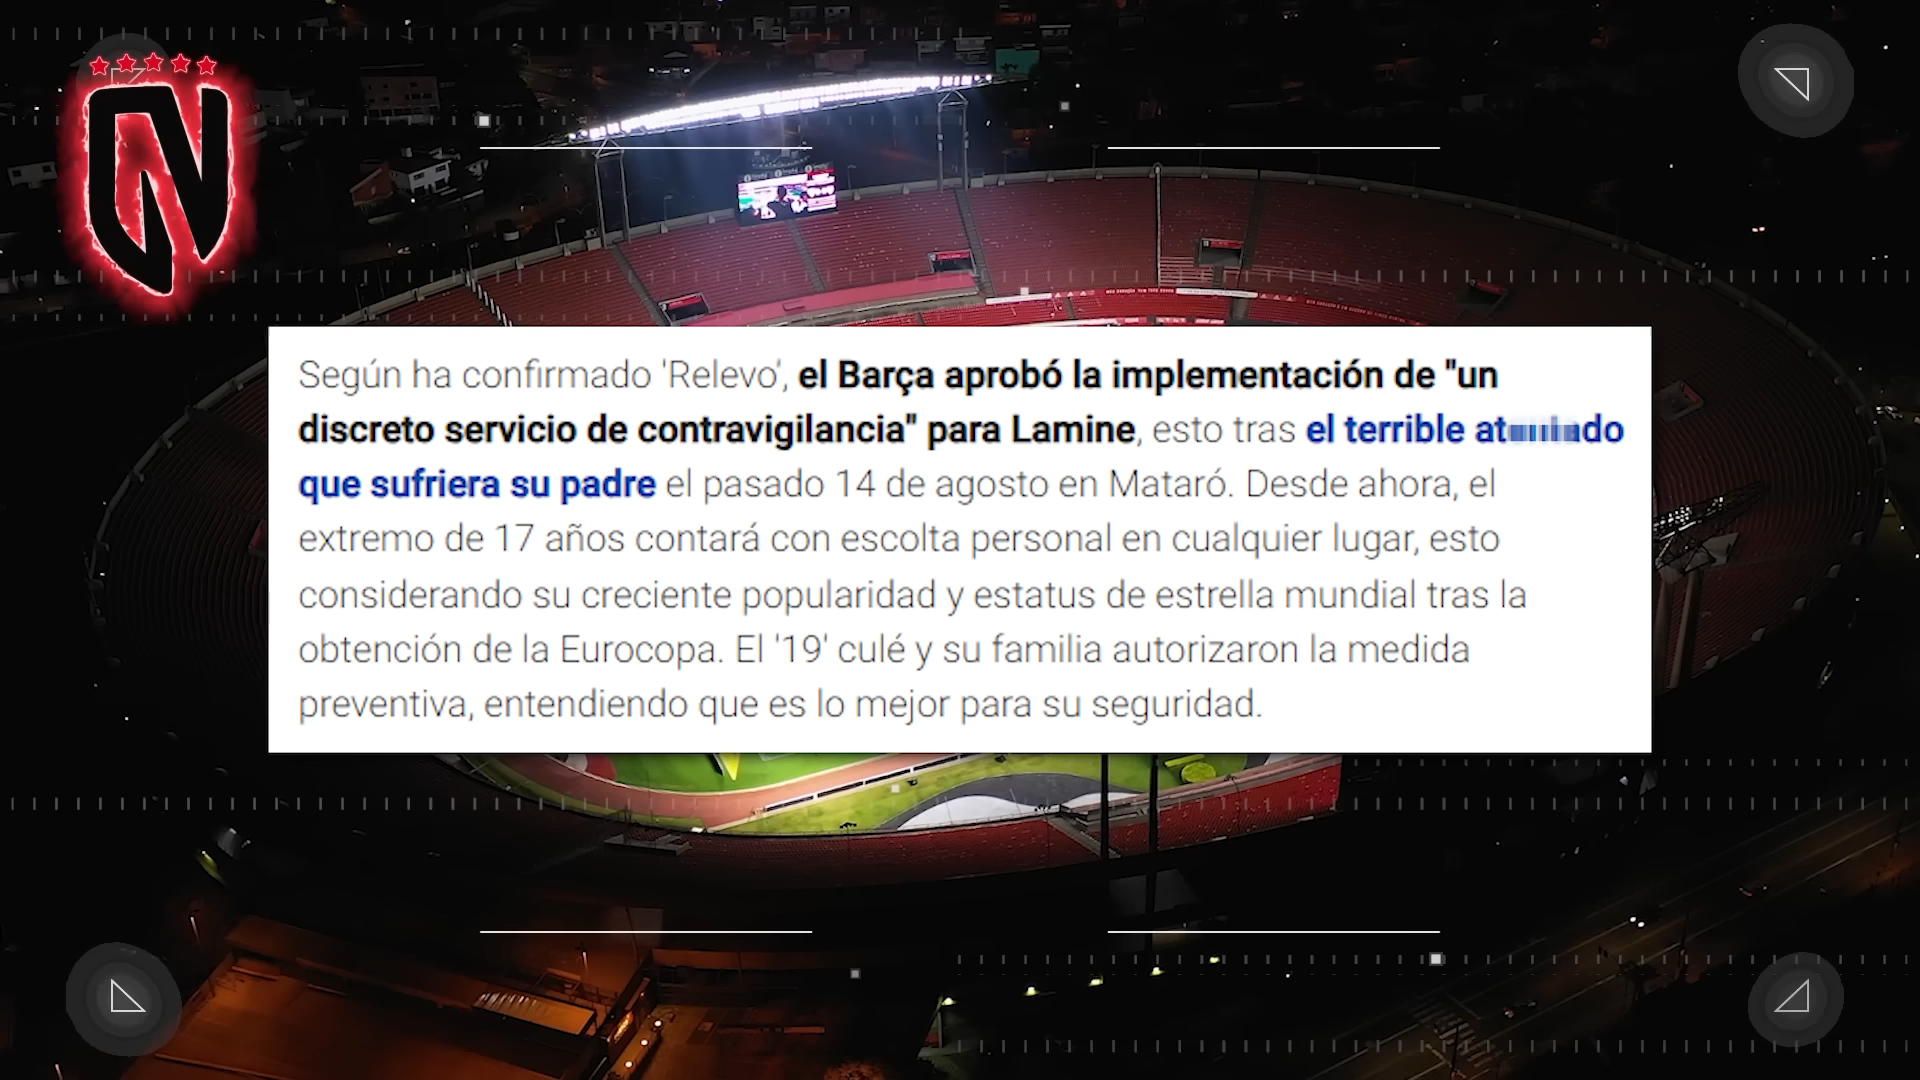 Según ha confirmado 'Relevo', el Barça aprobó la implementación de "un
discreto servicio de contravigilancia" para Lamine, esto tras el terrible
que sufriera su padre el pasado 14 de agosto en Mataró. Desde ahora, el
extremo de 17 años contará con escolta personal en cualquier lugar, esto
considerando su creciente popularidad y estatus de estrella mundial tras la
obtención de la Eurocopa. El '19' culé y su familia autorizaron la medida
preventiva, entendiendo que es lo mejor para su seguridad.